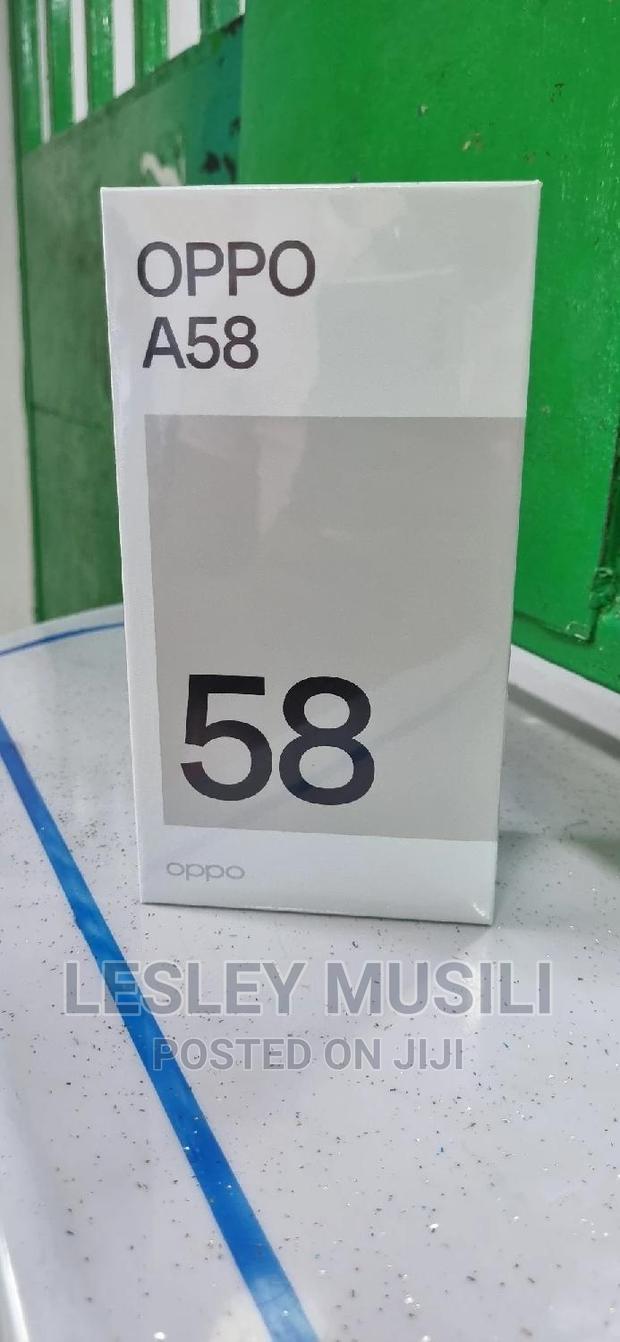 OPPO
A58
58
oppo
LESLEY MUSILI
POSTED ON JIJI